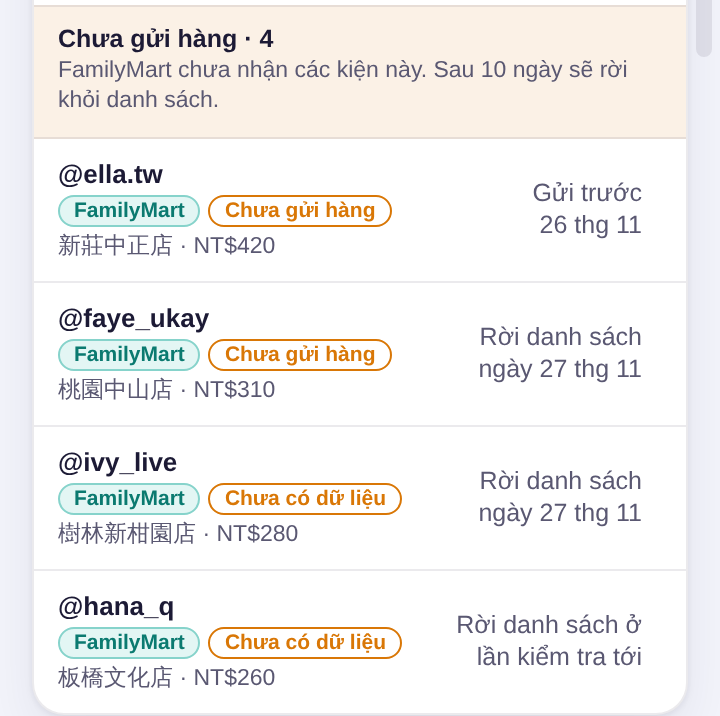 Chưa gửi hàng · 4
FamilyMart chưa nhận các kiện này. Sau 10 ngày sẽ rời
khỏi danh sách.
@ella.tw
FamilyMart Chưa gửi hàng
新莊中正店 · NT$420
Gửi trước
26 thg 11
@faye_ukay
FamilyMart Chưa gửi hàng
桃園中山店 · NT$310
Rời danh sách
ngày 27 thg 11
@ivy_live
FamilyMart Chưa có dữ liệu
樹林新柑園店 · NT$280
Rời danh sách
ngày 27 thg 11
@hana_q
FamilyMart Chưa có dữ liệu
板橋文化店 · NT$260
Rời danh sách ở
lần kiểm tra tới